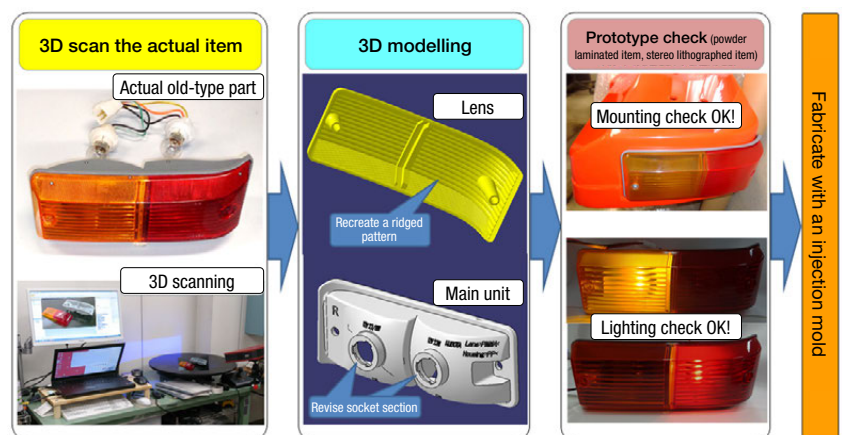 3D scan the actual item
Actual old-type part
3D scanning
3D modelling
Lens
Recreate a ridged
pattern
Main unit
R
L
Revise socket section
Prototype check (powder
laminated item, stereo lithographed item)
Mounting check OK!
Lighting check OK!
Fabricate with an injection mold